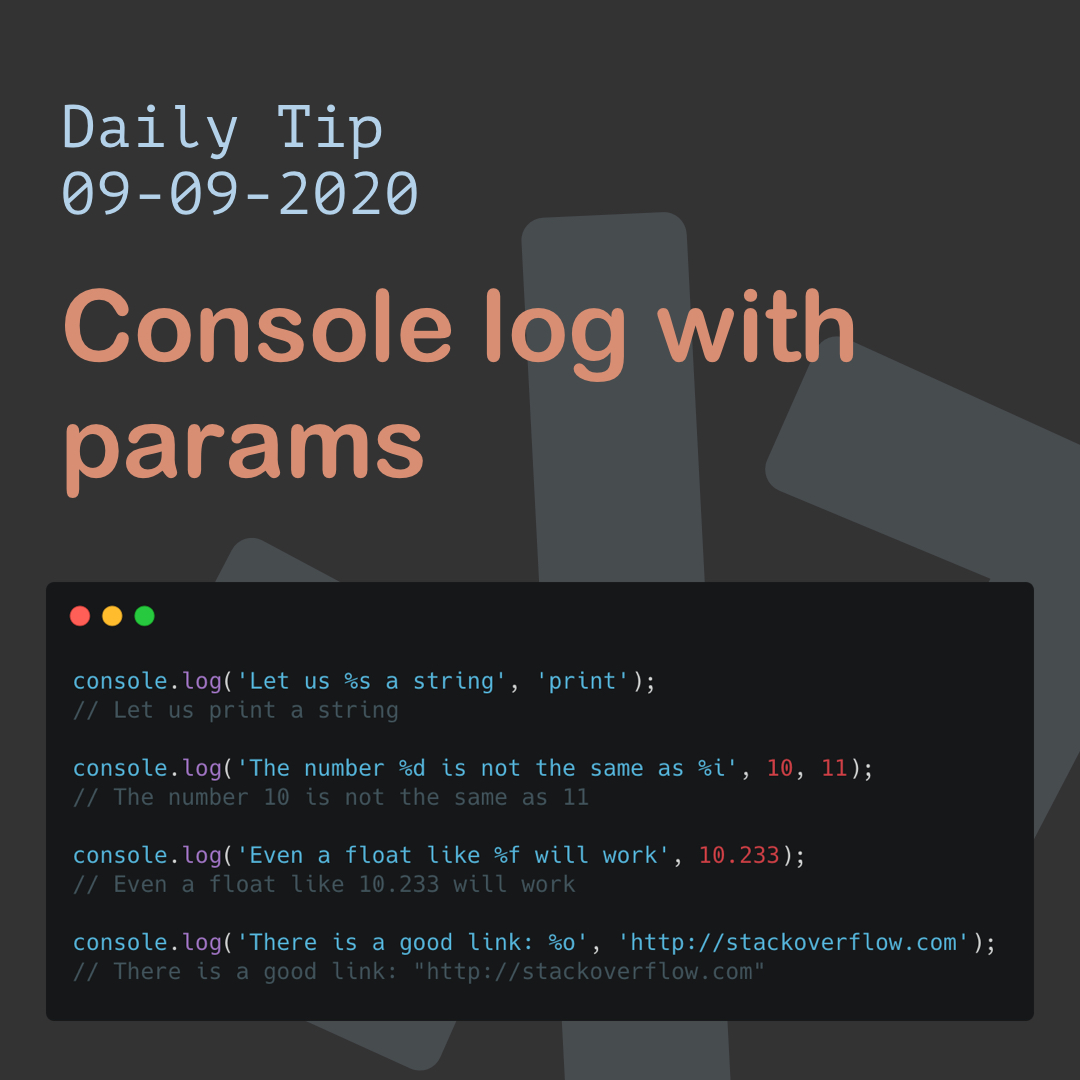 Daily Tip
09-09-2020
Console log with
params
console.log('Let us %s a string', 'print');
// Let us print a string
console.log('The number %d is not the same as %i', 10, 11);
// The number 10 is not the same as 11
console.log('Even a float like %f will work', 10.233);
// Even a float like 10.233 will work
console.log('There is a good link: %o', 'http://stackoverflow.com');
// There is a good link: "http://stackoverflow.com"